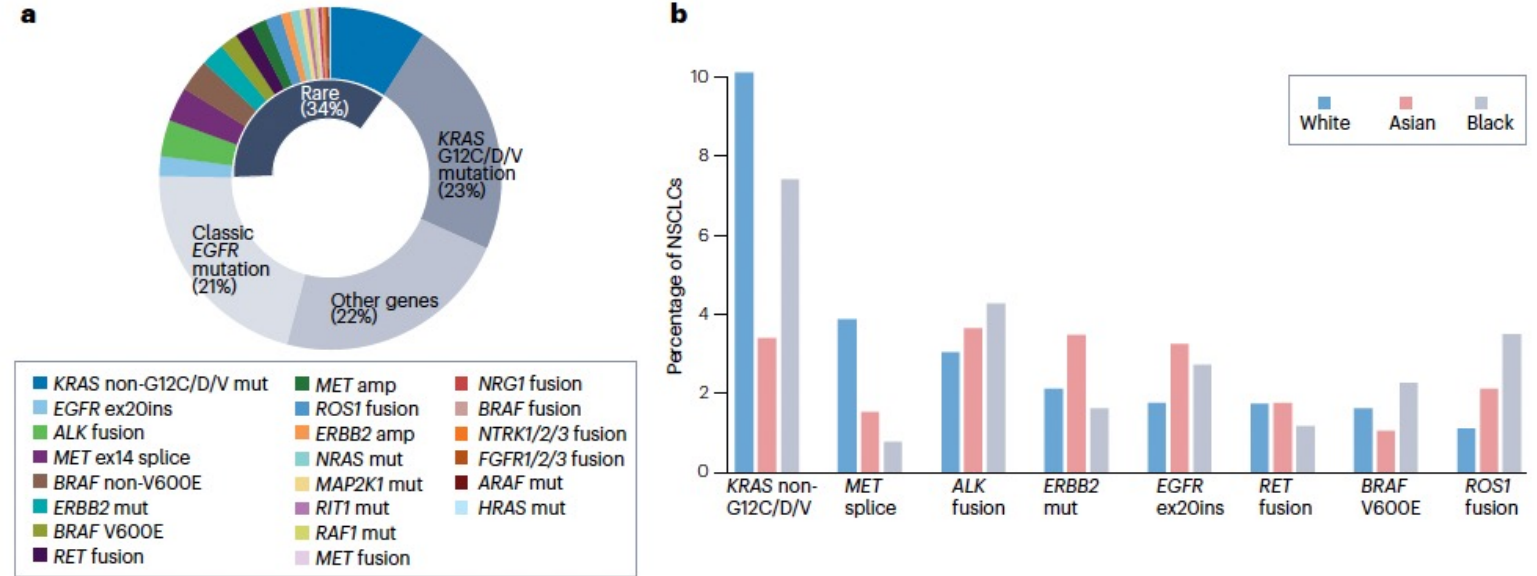 a
Rare
(34%)
KRAS
G12C/D/V
mutation
(23%)
Classic
EGFR
mutation
(21%)
Other genes
(22%)
KRAS non-G12C/D/V mut
EGFR ex20ins
ALK fusion
MET ex14 splice
BRAF non-V600E
ERBB2 mut
BRAF V600E
RET fusion
MET amp
ROS1 fusion
ERBB2 amp
NRAS mut
MAP2K1 mut
RIT1 mut
RAF1 mut
MET fusion
NRG1 fusion
BRAF fusion
NTRK1/2/3 fusion
FGFR1/2/3 fusion
ARAF mut
HRAS mut
b
Percentage of NSCLCs
10
8
6
4
2
0
White
Asian
Black
KRAS non-
G12C/D/V
MET
splice
ALK
fusion
ERBB2
mut
EGFR
ex20ins
RET
fusion
BRAF
V600E
ROS1
fusion